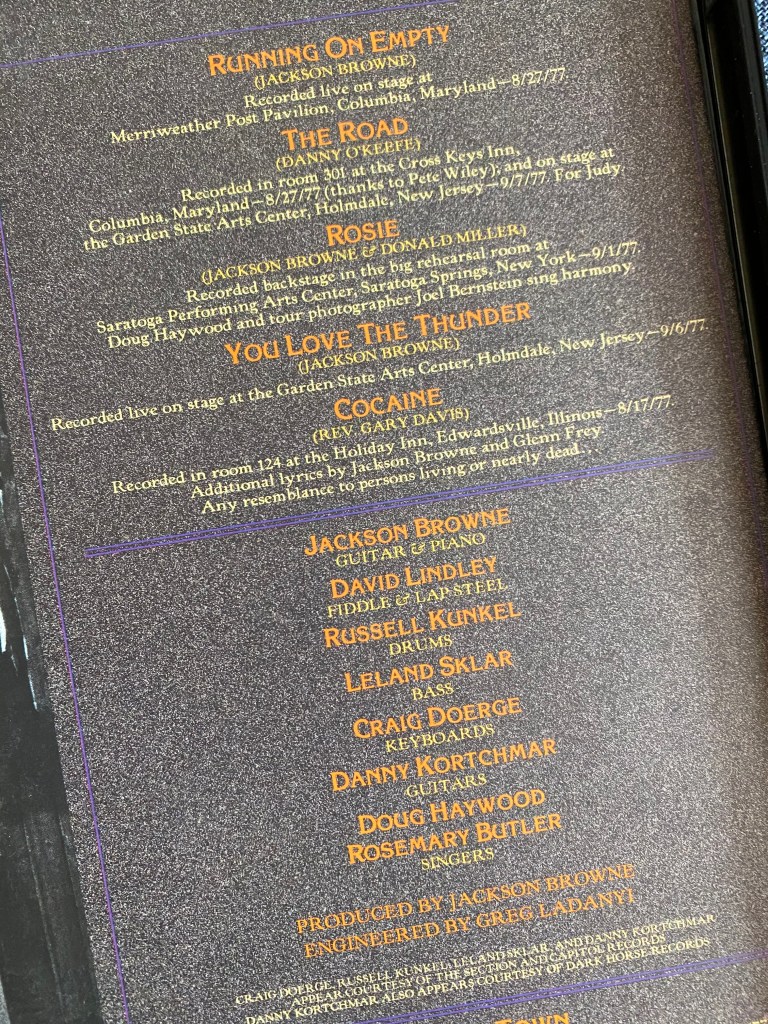 RUNNING ON EMPTY
(JACKSON BROWNE)
Recorded live on stage at
Merriweather Post Pavilion, Columbia, Maryland—8/27/77.
THE ROAD
(DANNY O'KEEFE)
Recorded in room 301 at the Cross Keys Inn,
Columbia, Maryland—8/27/77 (thanks to Pete Wiley); and on stage at
the Garden State Arts Center, Holmdale, New Jersey—9/7/77. For Judy.
ROSIE
(JACKSON BROWNE & DONALD MILLER)
Recorded backstage in the big rehearsal room at
Saratoga Performing Arts Center, Saratoga Springs, New York—9/1/77.
Doug Haywood and tour photographer Joel Bernstein sing harmony.
YOU LOVE THE THUNDER
(JACKSON BROWNE)
Recorded live on stage at the Garden State Arts Center, Holmdale, New Jersey—9/6/77.
COCAINE
(REV. GARY DAVIS)
Recorded in room 124 at the Holiday Inn, Edwardsville, Illinois—8/17/77.
Additional lyrics by Jackson Browne and Glenn Frey.
Any resemblance to persons living or nearly dead...
JACKSON BROWNE
GUITAR & PIANO
DAVID LINDLEY
FIDDLE & LAP STEEL
RUSSELL KUNKEL
DRUMS
LELAND SKLAR
BASS
CRAIG DOERGE
KEYBOARDS
DANNY KORTCHMAR
GUITARS
DOUG HAYWOOD
ROSEMARY BUTLER
SINGERS
PRODUCED BY JACKSON BROWNE
ENGINEERED BY GREG LADANYI
CRAIG DOERGE, RUSSELL KUNKEL, LELAND SKLAR, AND DANNY KORTCHMAR
APPEAR COURTESY OF THE SECTION AND CAPITOL RECORDS
DANNY KORTCHMAR ALSO APPEARS COURTESY OF DARK HORSE RECORDS
TOWN